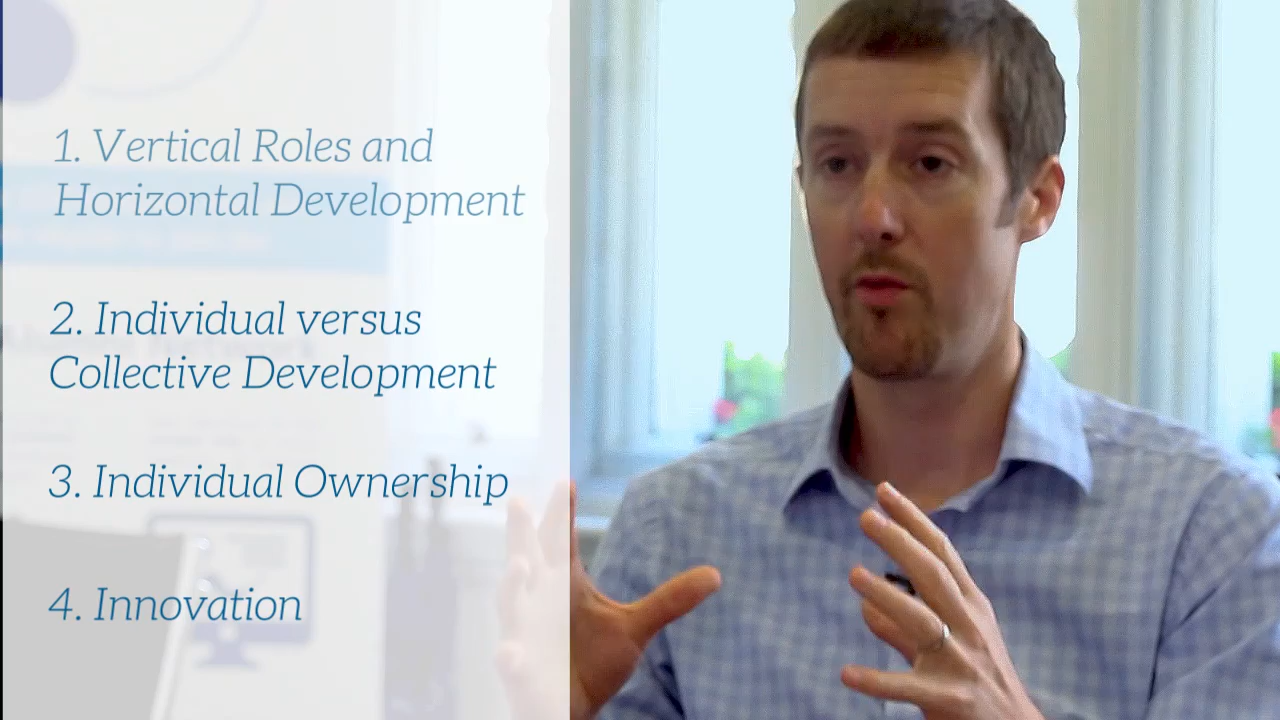 1. Vertical Roles and
Horizontal Development
2. Individual versus
Collective Development
3. Individual Ownership
4. Innovation